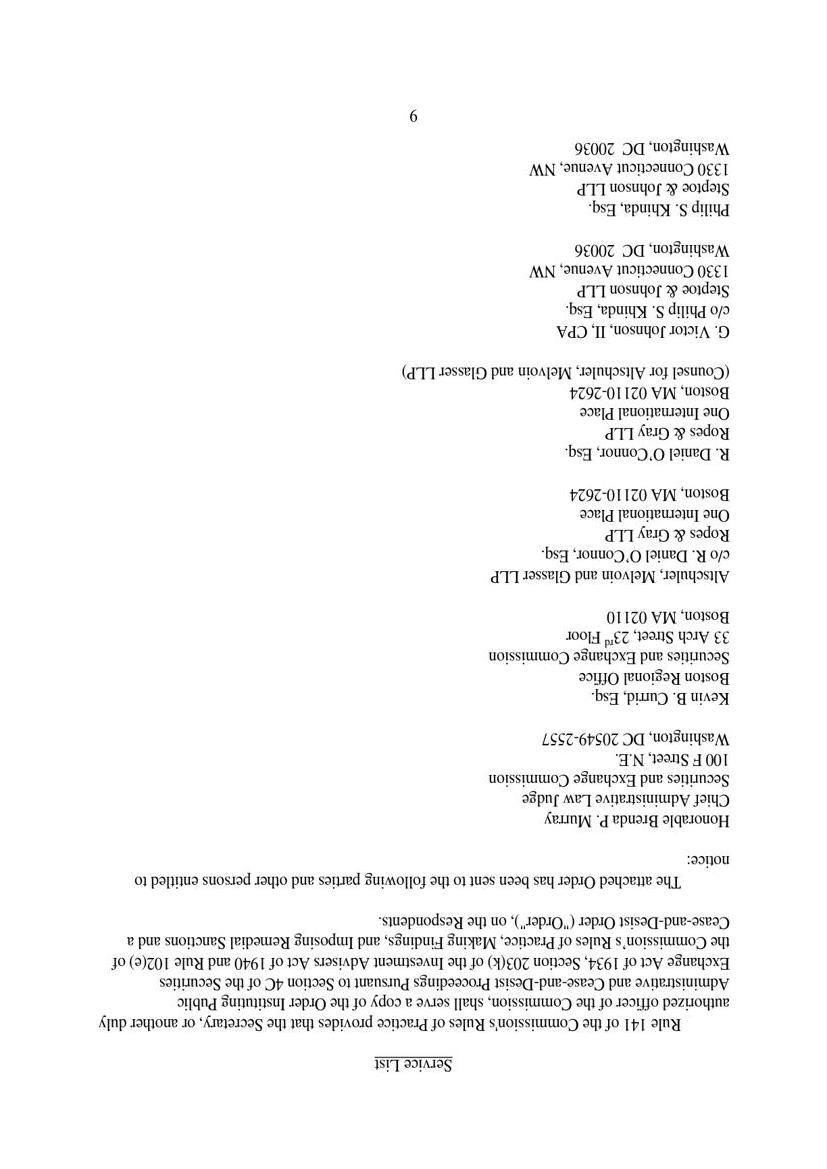 Service List
Rule 141 of the Commission's Rules of Practice provides that the Secretary, or another duly
authorized officer of the Commission, shall serve a copy of the Order Instituting Public
Administrative and Cease-and-Desist Proceedings Pursuant to Section 4C of the Securities
Exchange Act of 1934, Section 203(k) of the Investment Advisers Act of 1940 and Rule 102(e) of
the Commission's Rules of Practice, Making Findings, and Imposing Remedial Sanctions and a
Cease-and-Desist Order ("Order"), on the Respondents.
The attached Order has been sent to the following parties and other persons entitled to
notice:
Honorable Brenda P. Murray
Chief Administrative Law Judge
Securities and Exchange Commission
100 F Street, N.E.
Washington, DC 20549-2557
Kevin B. Currid, Esq.
Boston Regional Office
Securities and Exchange Commission
33 Arch Street, 23rd Floor
Boston, MA 02110
Altschuler, Melvoin and Glasser LLP
c/o R. Daniel O'Connor, Esq.
Ropes & Gray LLP
One International Place
Boston, MA 02110-2624
R. Daniel O'Connor, Esq.
Ropes & Gray LLP
One International Place
Boston, MA 02110-2624
(Counsel for Altschuler, Melvoin and Glasser LLP)
G. Victor Johnson, II, CPA
c/o Philip S. Khinda, Esq.
Steptoe & Johnson LLP
1330 Connecticut Avenue, NW
Washington, DC 20036
Philip S. Khinda, Esq.
Steptoe & Johnson LLP
1330 Connecticut Avenue, NW
Washington, DC 20036
6